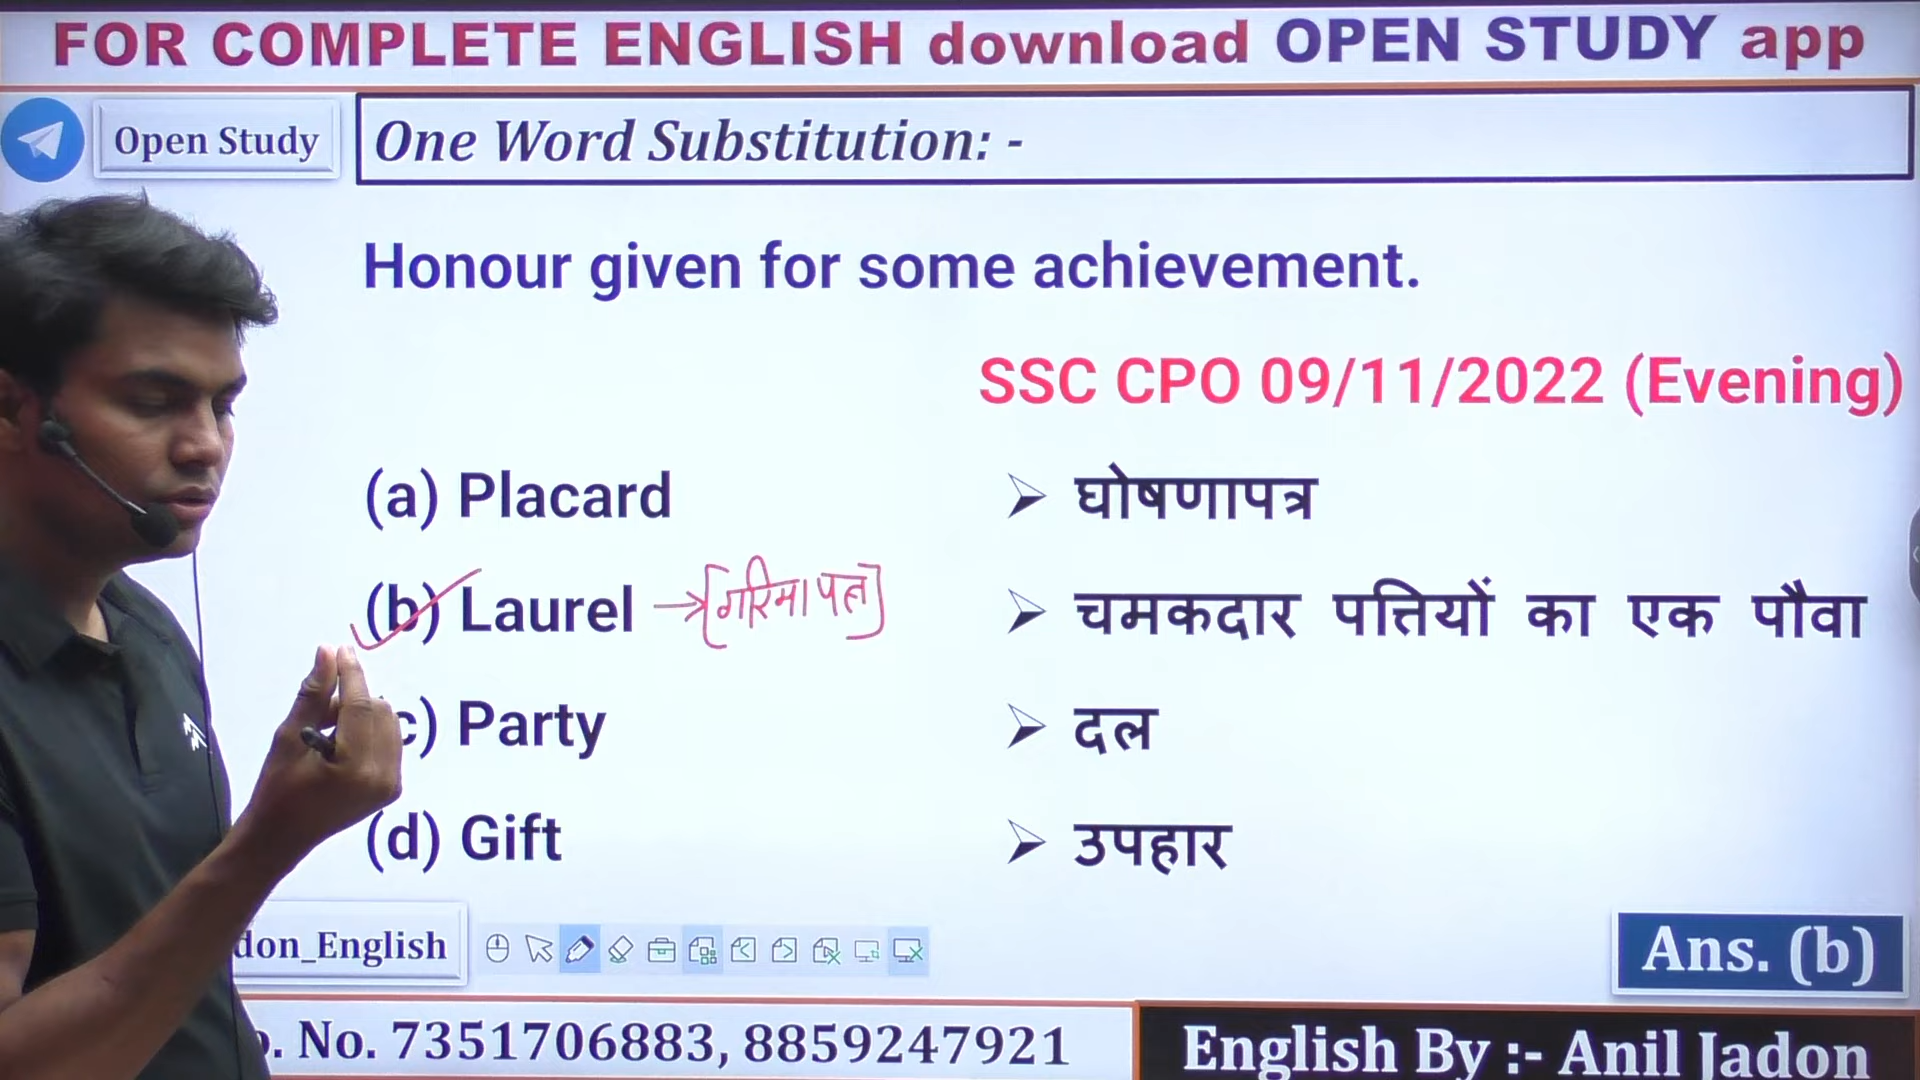 FOR COMPLETE ENGLISH download OPEN STUDY app
Open Study
One Word Substitution: -
Honour given for some achievement.
SSC CPO 09/11/2022 (Evening)
(a) Placard ➢ घोषणापत्र
(b) Laurel →[गरिमा पत्र] ➢ चमकदार पत्तियों का एक पौवा
c) Party ➢ दल
(d) Gift ➢ उपहार
don_English
Ans. (b)
. No. 7351706883, 8859247921
English By :- Anil Jadon